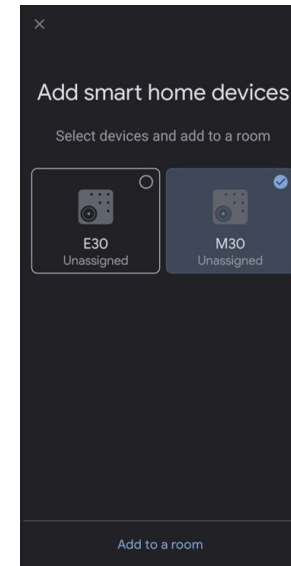 Add smart home devices
Select devices and add to a room
E30
Unassigned
M30
Unassigned
Add to a room